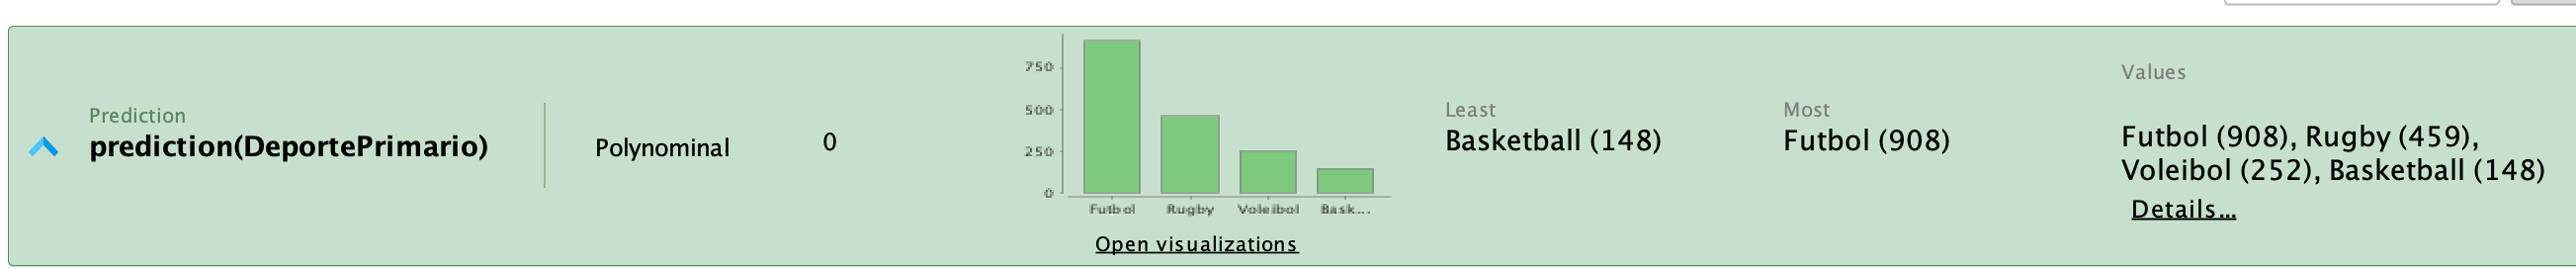 Prediction
prediction(DeportePrimario)
Polynominal
0
750
500
250
0
Futbol
Rugby
Voleibol
Bask...
Open visualizations
Least
Basketball (148)
Most
Futbol (908)
Values
Futbol (908), Rugby (459),
Voleibol (252), Basketball (148)
Details...